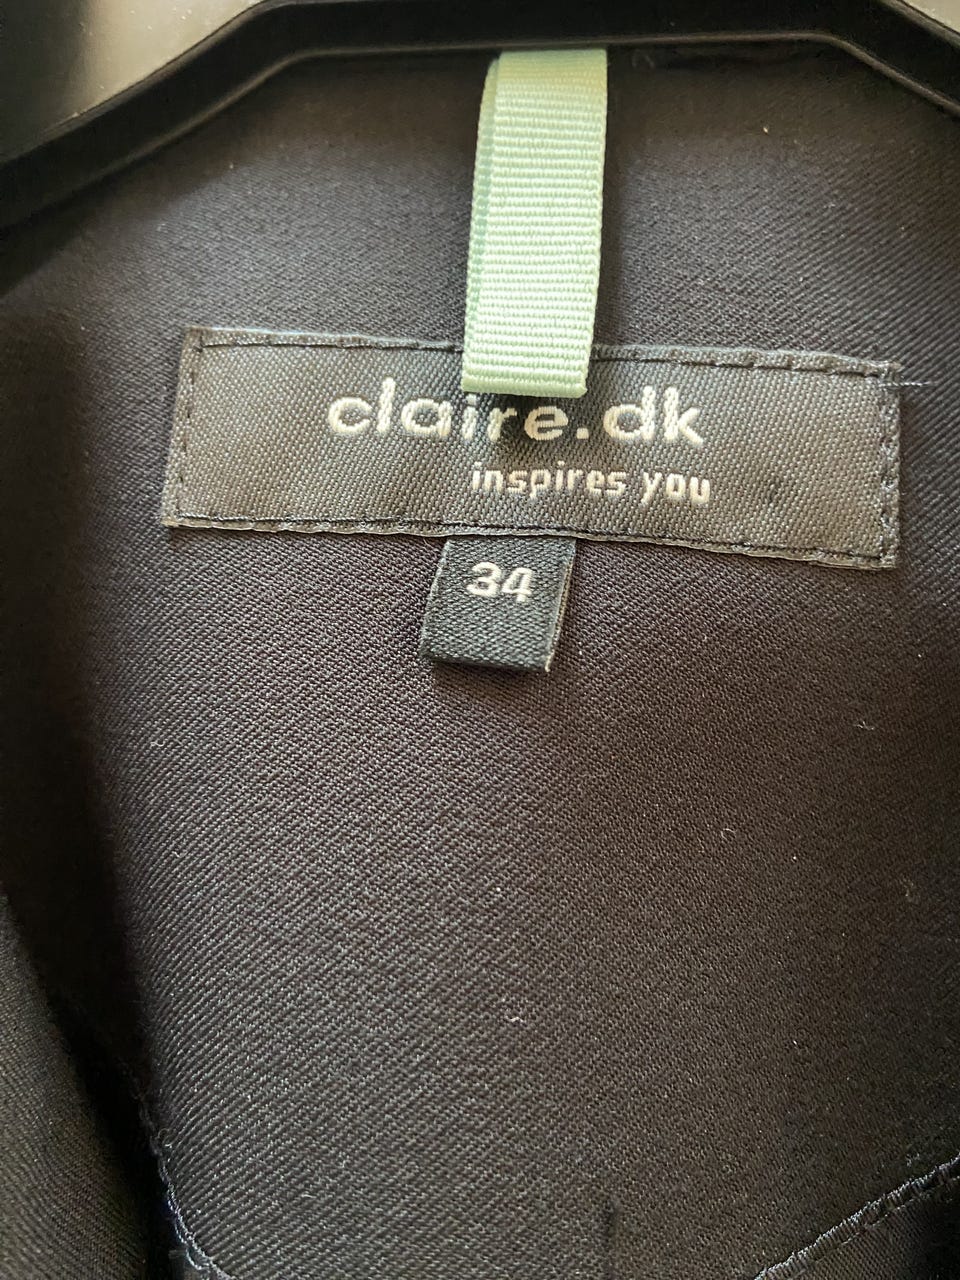 claire.dk
inspires you
34